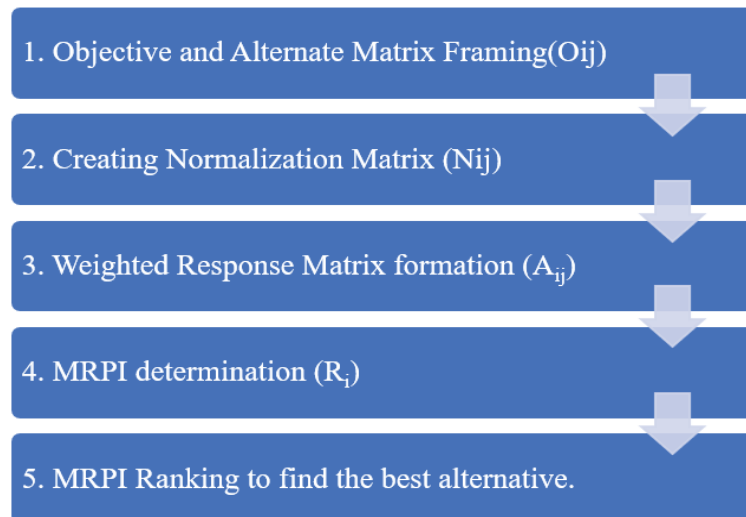 1. Objective and Alternate Matrix Framing(Oij)
2. Creating Normalization Matrix (Nij)
3. Weighted Response Matrix formation (Aij)
4. MRPI determination (Ri)
5. MRPI Ranking to find the best alternative.